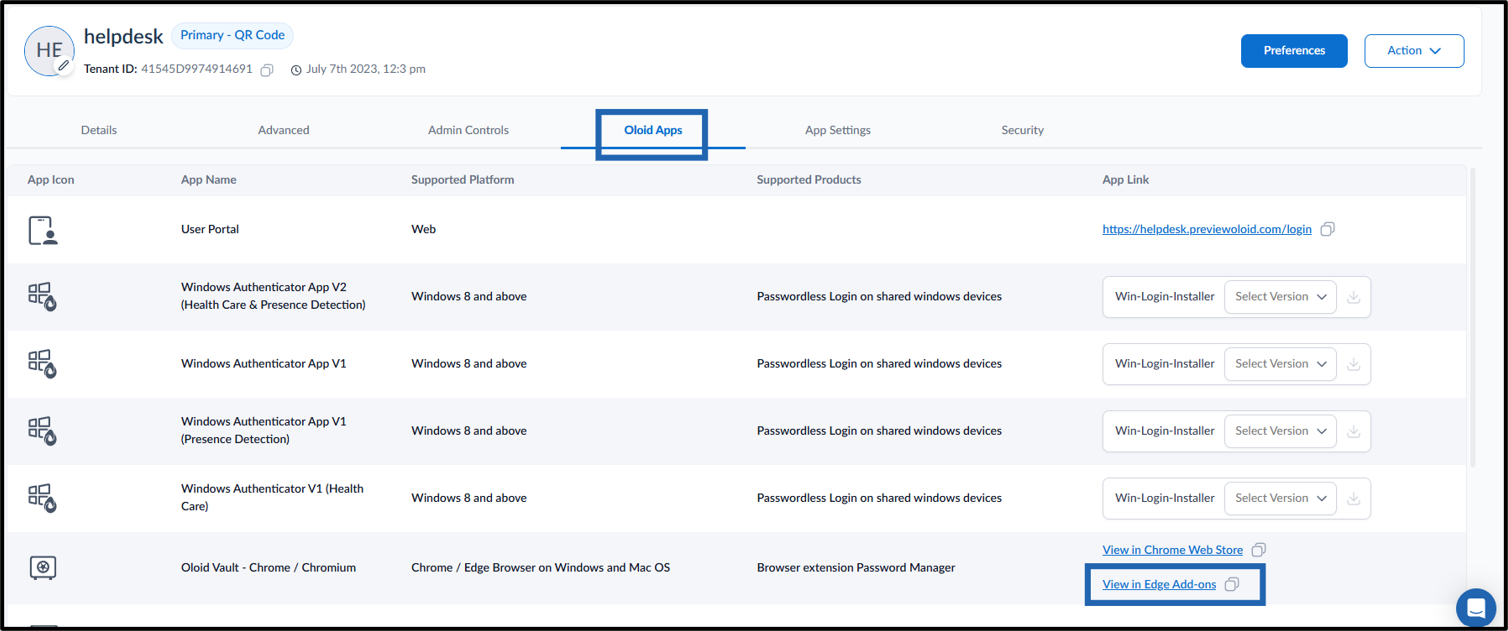 HE
helpdesk
Primary - QR Code
Tenant ID: 41545D9974914691
July 7th 2023, 12:3 pm
Preferences
Action
Details
Advanced
Admin Controls
Oloid Apps
App Settings
Security
App Icon
App Name
Supported Platform
Supported Products
App Link
User Portal
Web
https://helpdesk.previewoloid.com/login
Windows Authenticator App V2
(Health Care & Presence Detection)
Windows 8 and above
Passwordless Login on shared windows devices
Win-Login-Installer
Select Version
Windows Authenticator App V1
Windows 8 and above
Passwordless Login on shared windows devices
Win-Login-Installer
Select Version
Windows Authenticator App V1
(Presence Detection)
Windows 8 and above
Passwordless Login on shared windows devices
Win-Login-Installer
Select Version
Windows Authenticator V1 (Health
Care)
Windows 8 and above
Passwordless Login on shared windows devices
Win-Login-Installer
Select Version
Oloid Vault - Chrome / Chromium
Chrome / Edge Browser on Windows and Mac OS
Browser extension Password Manager
View in Chrome Web Store
View in Edge Add-ons